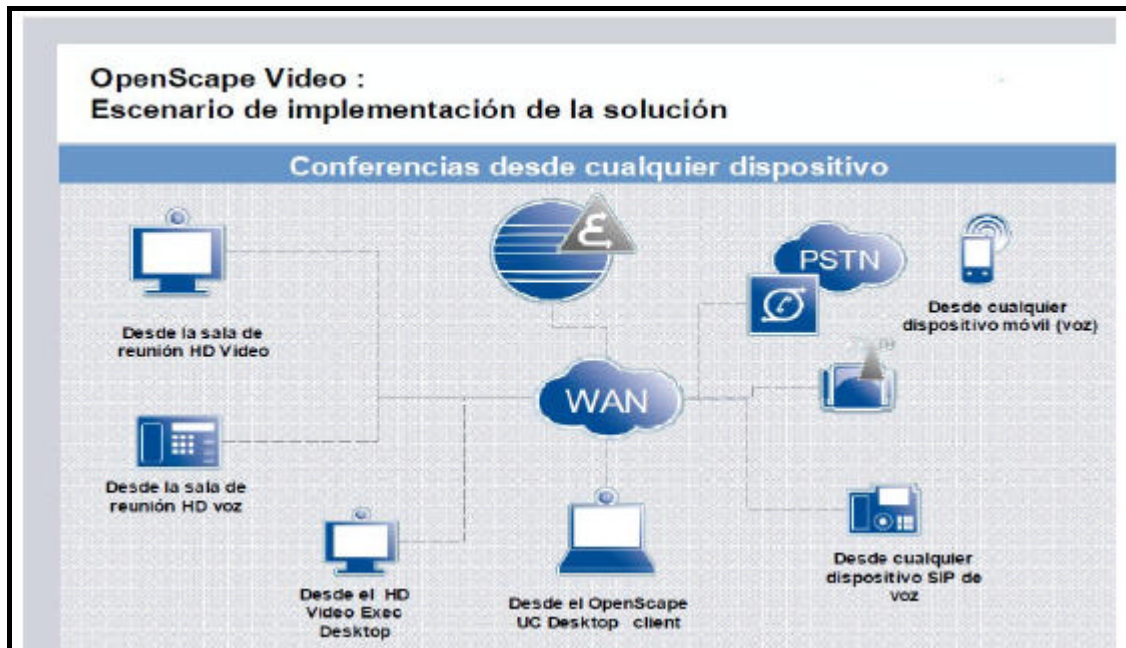 OpenScape Video :
Escenario de implementación de la solución
Conferencias desde cualquier dispositivo
PSTN
Desde cualquier
dispositivo móvil (voz)
Desde la sala de
reunión HD Video
WAN
Desde la sala de
reunión HD voz
Desde cualquier
dispositivo SIP de
voz
Desde el HD
Video Exec
Desktop
Desde el OpenScape
UC Desktop client